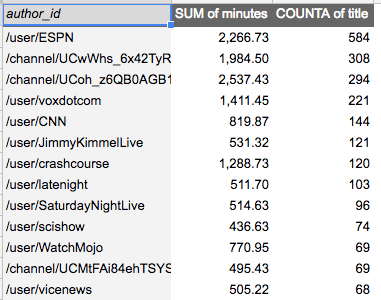 author_id SUM of minutes COUNTA of title
/user/ESPN 2,266.73 584
/channel/UCwWhs_6x42TyR 1,984.50 308
/channel/UCoh_z6QB0AGB1 2,537.43 294
/user/voxdotcom 1,411.45 221
/user/CNN 819.87 144
/user/JimmyKimmelLive 531.32 121
/user/crashcourse 1,288.73 120
/user/latenight 511.70 103
/user/SaturdayNightLive 514.63 96
/user/scishow 436.63 74
/user/WatchMojo 770.95 69
/channel/UCMtFAi84ehTSYS 495.43 69
/user/vicenews 505.22 68